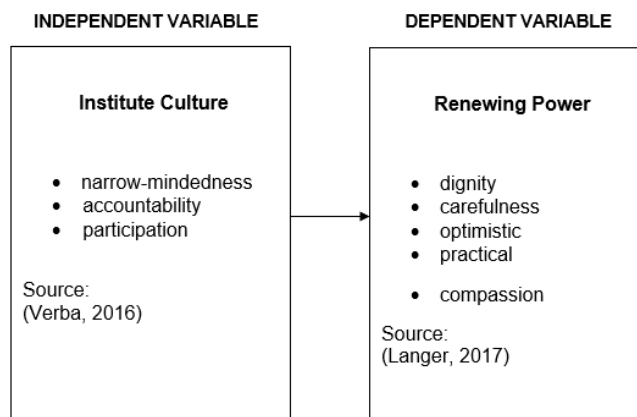 INDEPENDENT VARIABLE
Institute Culture
• narrow-mindedness
• accountability
• participation
Source:
(Verba, 2016)
DEPENDENT VARIABLE
Renewing Power
• dignity
• carefulness
• optimistic
• practical
• compassion
Source:
(Langer, 2017)